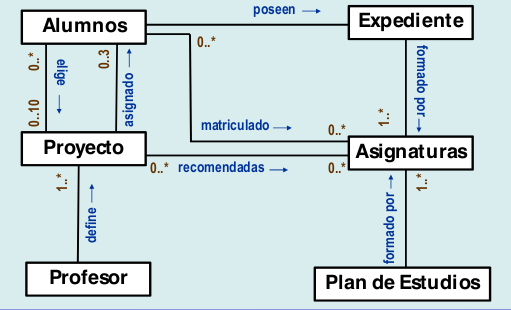 poseen
Alumnos
Expediente
0..*
0..*
0..3
elige
asignado
formado por
0..10
matriculado
0..*
1..*
Proyecto
Asignaturas
0..*
recomendadas
0..*
1..*
define
formado por
1..*
Profesor
Plan de Estudios